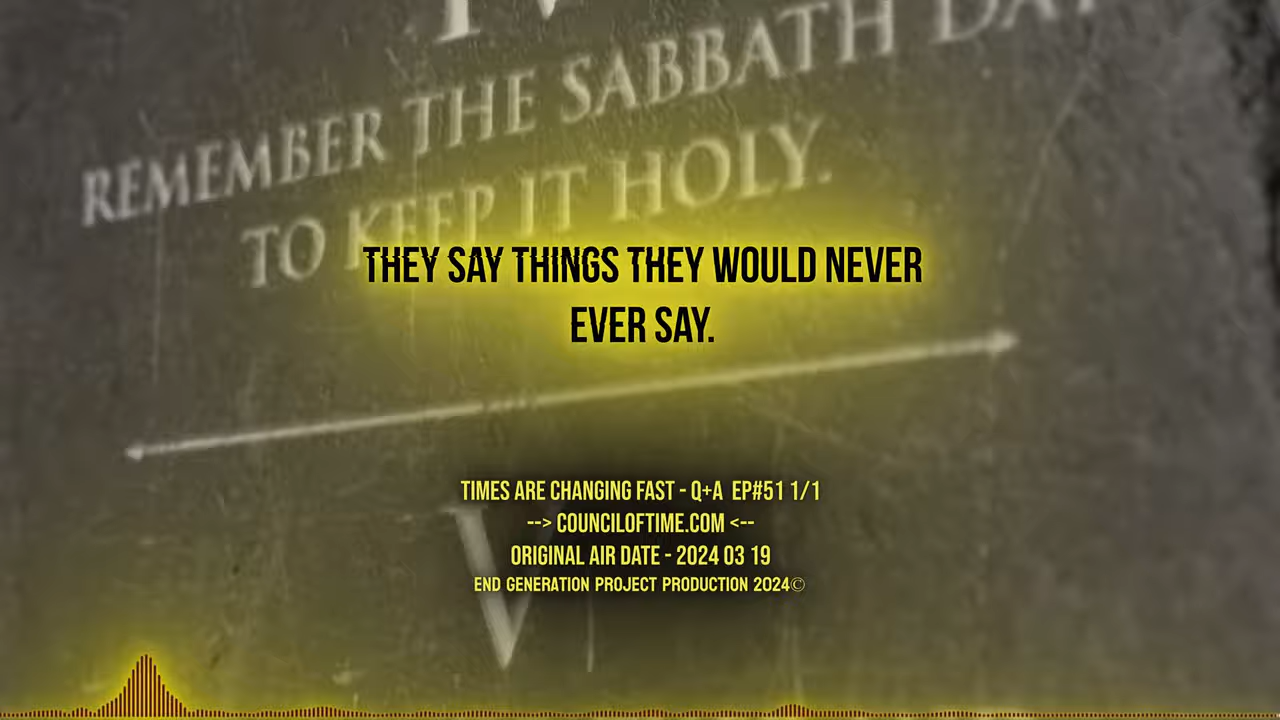 IV
REMEMBER THE SABBATH DAY
TO KEEP IT HOLY.
THEY SAY THINGS THEY WOULD NEVER
EVER SAY.
TIMES ARE CHANGING FAST - Q+A EP#51 1/1
--> COUNCILOFTIME.COM <--
ORIGINAL AIR DATE - 2024 03 19
END GENERATION PROJECT PRODUCTION 2024©
V